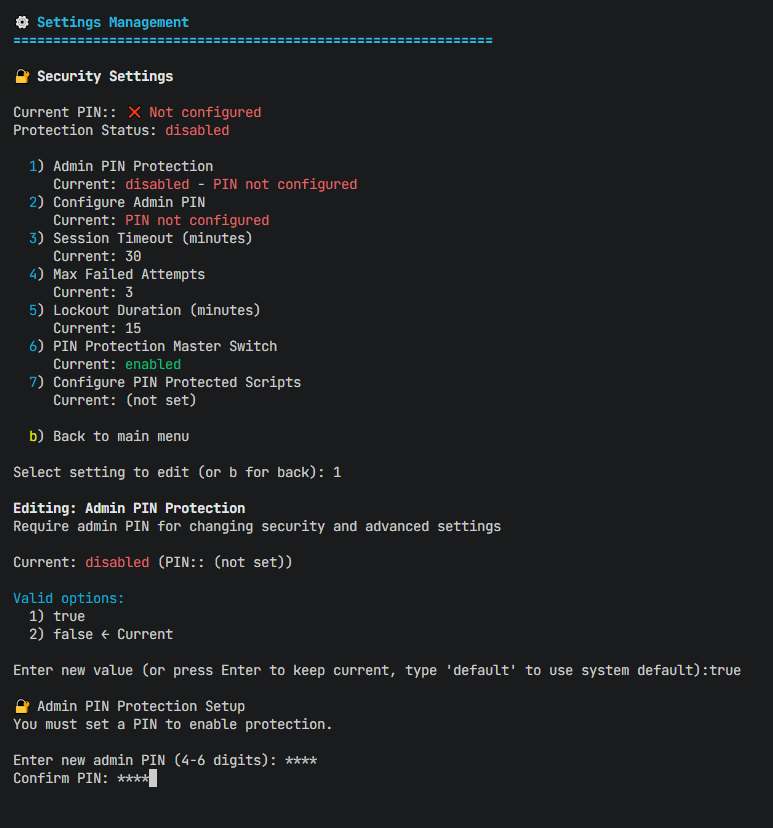 ⚙ Settings Management
============================================================
🔐 Security Settings
Current PIN:: ❌ Not configured
Protection Status: disabled
1) Admin PIN Protection
Current: disabled - PIN not configured
2) Configure Admin PIN
Current: PIN not configured
3) Session Timeout (minutes)
Current: 30
4) Max Failed Attempts
Current: 3
5) Lockout Duration (minutes)
Current: 15
6) PIN Protection Master Switch
Current: enabled
7) Configure PIN Protected Scripts
Current: (not set)
b) Back to main menu
Select setting to edit (or b for back): 1
Editing: Admin PIN Protection
Require admin PIN for changing security and advanced settings
Current: disabled (PIN:: (not set))
Valid options:
1) true
2) false ← Current
Enter new value (or press Enter to keep current, type 'default' to use system default):true
🔐 Admin PIN Protection Setup
You must set a PIN to enable protection.
Enter new admin PIN (4-6 digits): ****
Confirm PIN: ****